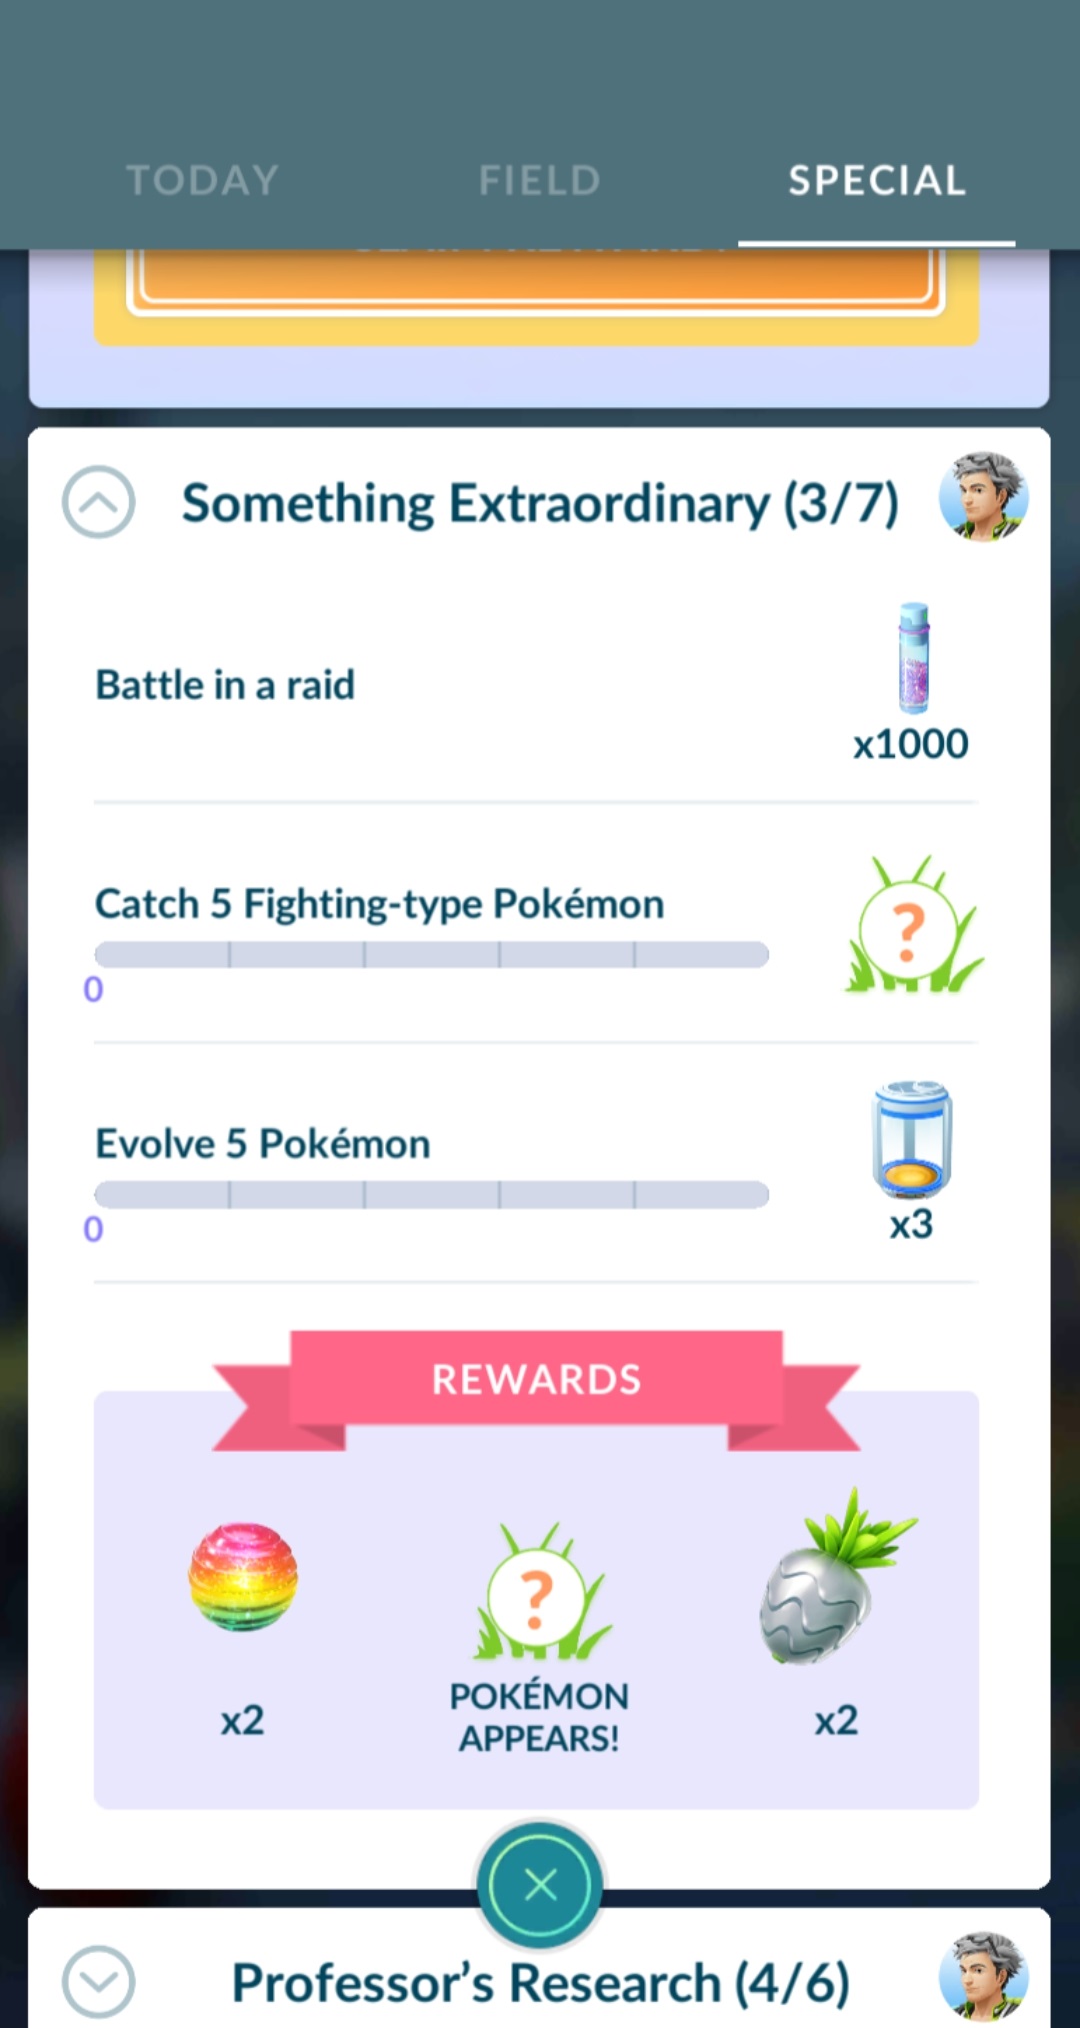 TODAY
FIELD
SPECIAL
Something Extraordinary (3/7)
Battle in a raid
x1000
Catch 5 Fighting-type Pokémon
?
0
Evolve 5 Pokémon
0
x3
REWARDS
?
x2
POKÉMON
APPEARS!
x2
Professor’s Research (4/6)